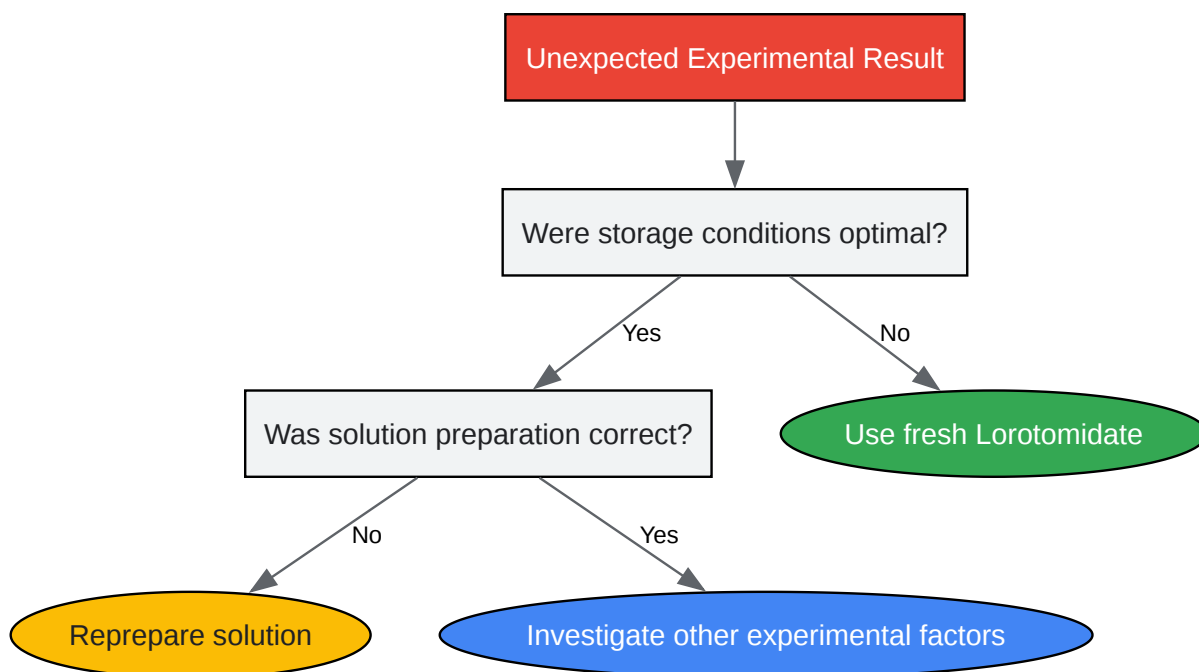 Unexpected Experimental Result
Were storage conditions optimal?
Yes
No
Was solution preparation correct?
Use fresh Lorotomidate
No
Yes
Reprepare solution
Investigate other experimental factors